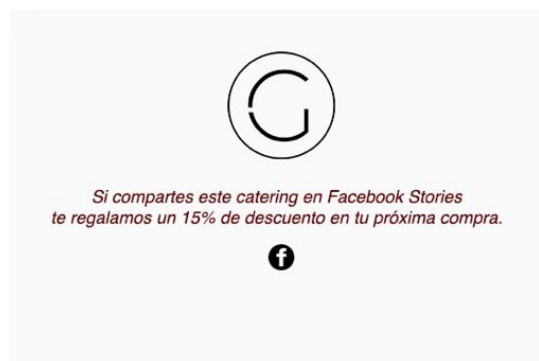 G
Si compartes este catering en Facebook Stories
te regalamos un 15% de descuento en tu próxima compra.
f